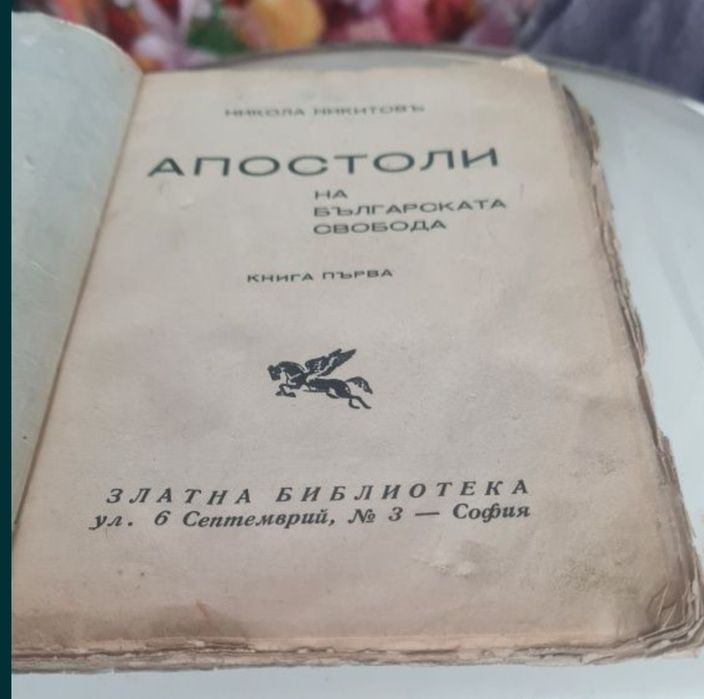 НИКОЛА НИКИТОВЪ
АПОСТОЛИ
НА
БЪЛГАРСКАТА
СВОБОДА
КНИГА ПЪРВА
ЗЛАТНА БИБЛИОТЕКА
ул. 6 Септемврий, № 3 — София